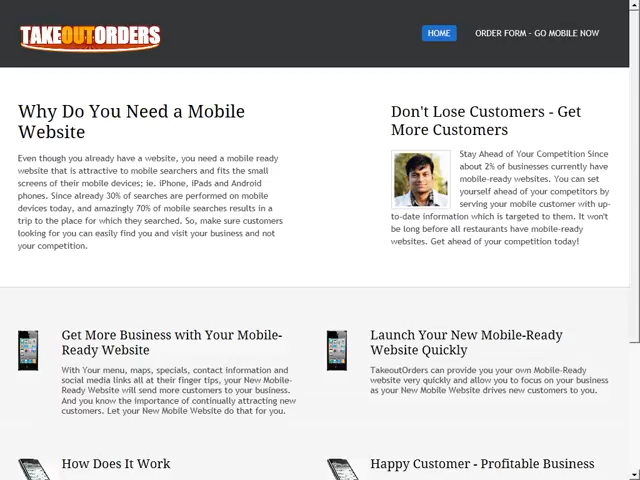 TAKEOUTORDERS
HOME
ORDER FORM – GO MOBILE NOW
Why Do You Need a Mobile
Website
Even though you already have a website, you need a mobile ready
website that is attractive to mobile searchers and fits the small
screens of their mobile devices; ie. iPhone, iPads and Android
phones. Since already 30% of searches are performed on mobile
devices today, and amazingly 70% of mobile searches results in a
trip to the place for which they searched. So, make sure customers
looking for you can easily find you and visit your business and not
your competition.
Don't Lose Customers - Get
More Customers
Stay Ahead of Your Competition Since
about 2% of businesses currently have
mobile-ready websites. You can set
yourself ahead of your competitors by
serving your mobile customer with up-
to-date information which is targeted to them. It won't
be long before all restaurants have mobile-ready
websites. Get ahead of your competition today!
Get More Business with Your Mobile-
Ready Website
With Your menu, maps, specials, contact information and
social media links all at their finger tips, your New Mobile-
Ready Website will send more customers to your business.
And you know the importance of continually attracting new
customers. Let your New Mobile Website do that for you.
Launch Your New Mobile-Ready
Website Quickly
TakeoutOrders can provide you your own Mobile-Ready
website very quickly and allow you to focus on your business
as your New Mobile Website drives new customers to you.
How Does It Work
Happy Customer - Profitable Business